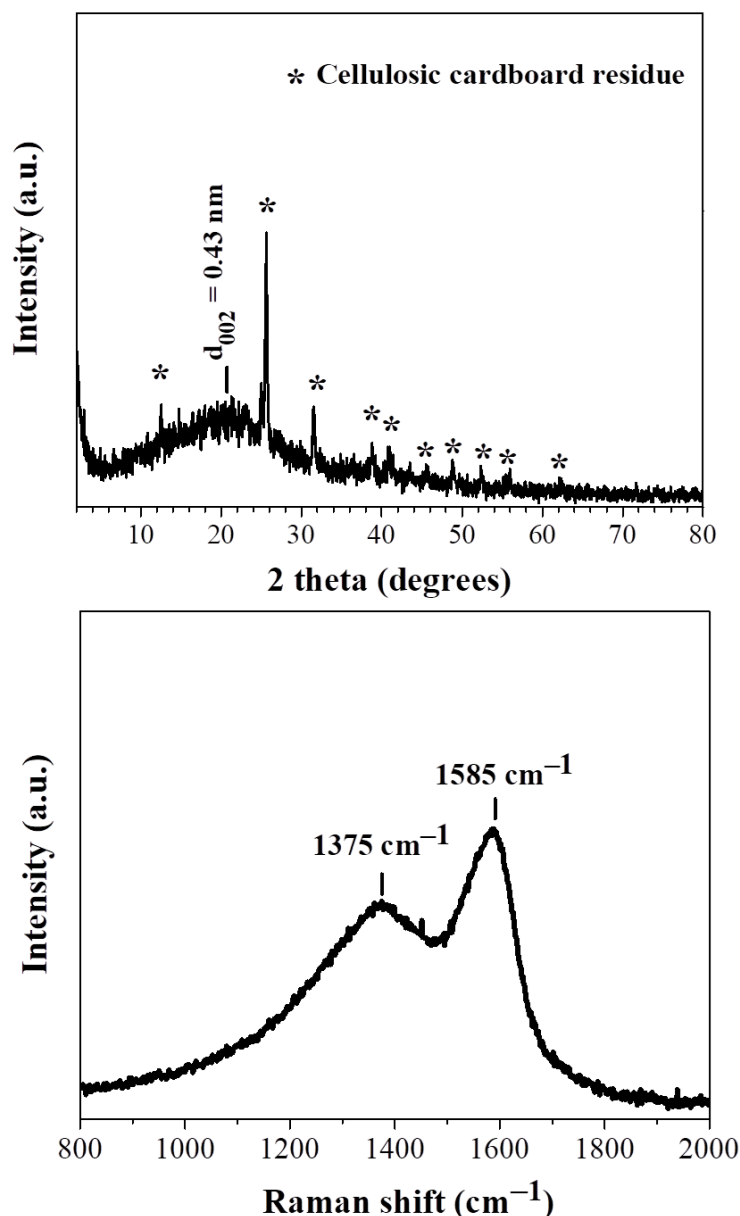 * Cellulosic cardboard residue
Intensity (a.u.)
d002 = 0.43 nm
*
*
*
*
*
*
*
*
*
*
10 20 30 40 50 60 70 80
2 theta (degrees)
1585 cm−1
1375 cm−1
Intensity (a.u.)
800 1000 1200 1400 1600 1800 2000
Raman shift (cm−1)